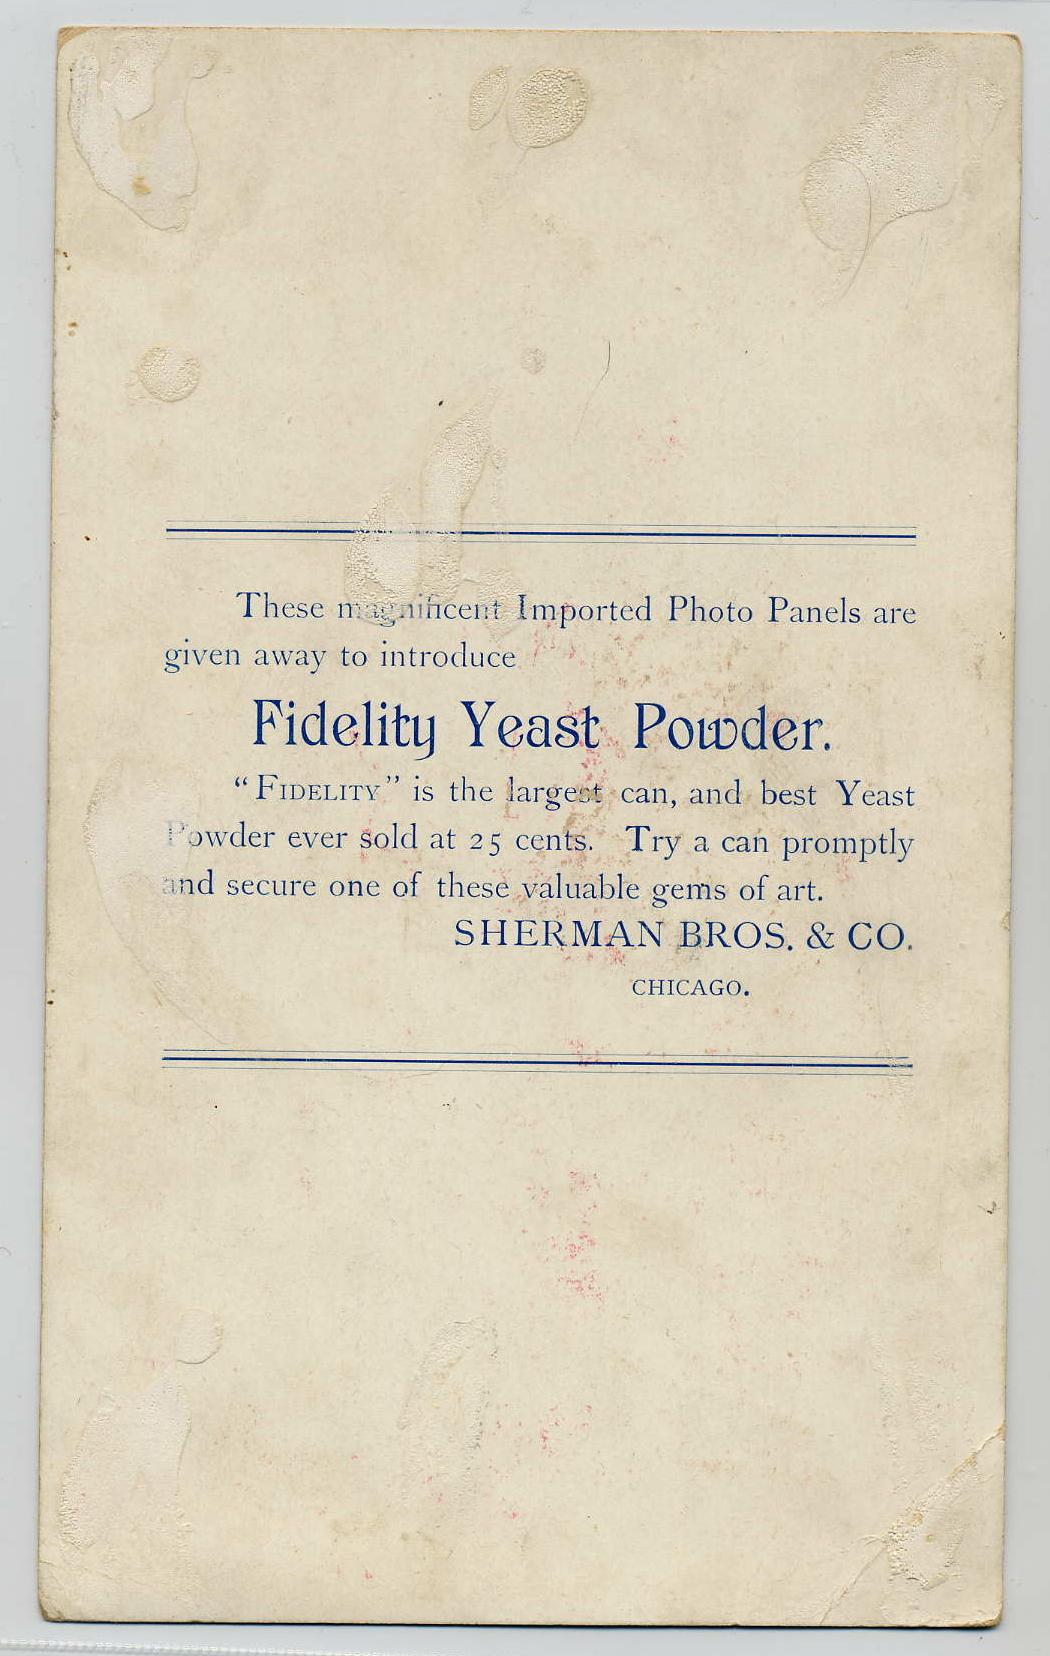 These magnificent Imported Photo Panels are
given away to introduce
Fidelity Yeast Powder.
“FIDELITY” is the largest can, and best Yeast
Powder ever sold at 25 cents. Try a can promptly
and secure one of these valuable gems of art.
SHERMAN BROS. & CO.
CHICAGO.